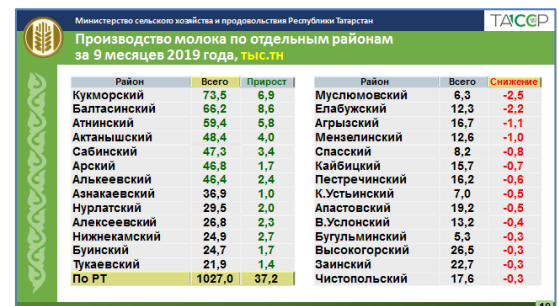 Министерство сельского хозяйства и продовольствия Республики Татарстан
ТАССР
Производство молока по отдельным районам
за 9 месяцев 2019 года, тыс.тн
Район Всего Прирост
Кукморский 73,5 6,9
Балтасинский 66,2 8,6
Атнинский 59,4 5,8
Актанышский 48,4 4,0
Сабинский 47,3 3,4
Арский 46,8 1,7
Алькеевский 46,4 2,4
Азнакаевский 36,9 1,0
Нурлатский 29,5 2,0
Алексеевский 26,8 2,3
Нижнекамский 24,9 2,7
Буинский 24,7 1,7
Тукаевский 21,9 1,4
По РТ 1027,0 37,2
Район Всего Снижение
Муслюмовский 6,3 -2,5
Елабужский 12,3 -2,2
Агрызский 16,7 -1,1
Мензелинский 12,6 -1,0
Спасский 8,2 -0,8
Кайбицкий 15,7 -0,7
Пестречинский 16,2 -0,6
К.Устьинский 7,0 -0,5
Апастовский 19,2 -0,5
В.Услонский 13,2 -0,4
Бугульминский 5,3 -0,3
Высокогорский 26,5 -0,3
Заинский 22,7 -0,3
Чистопольский 17,6 -0,3